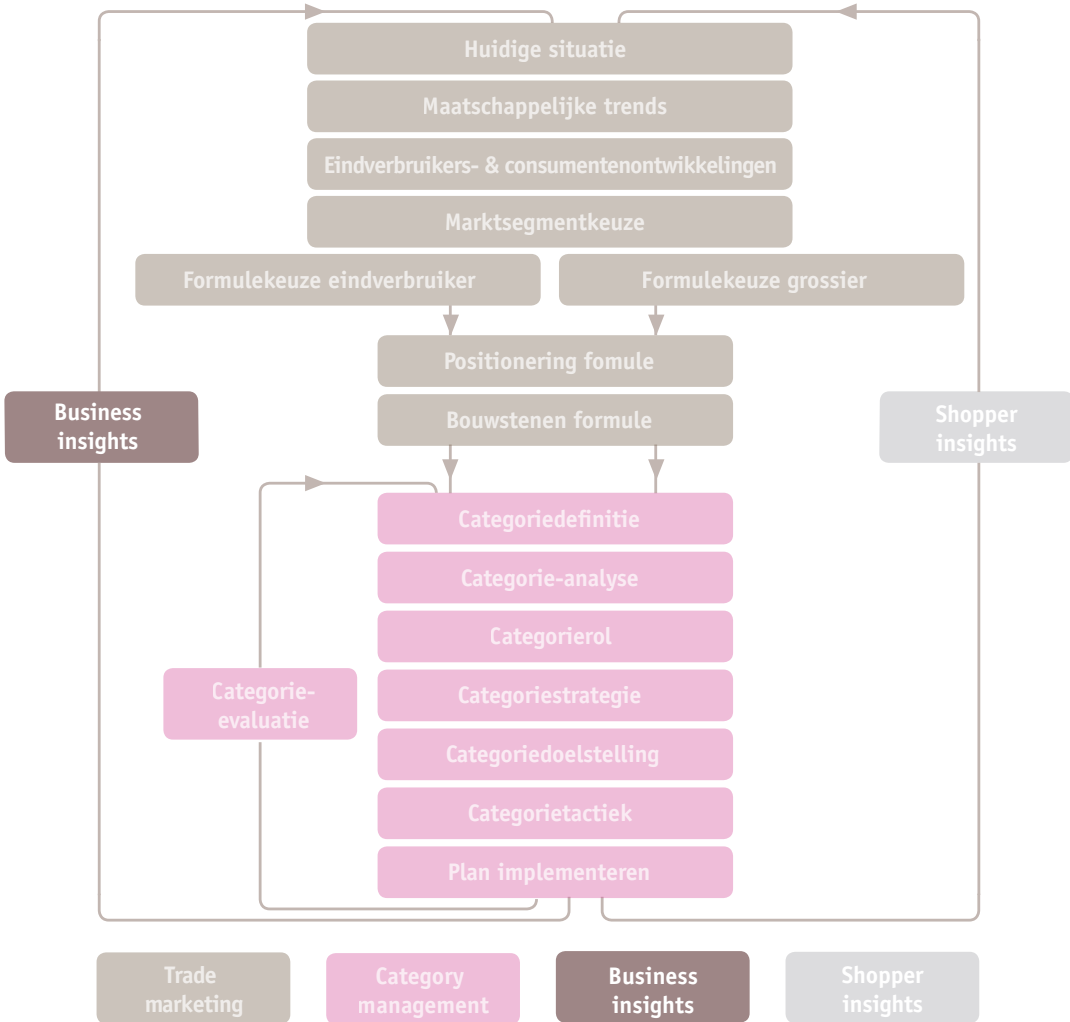 Huidige situatie
Maatschappelijke trends
Eindverbruikers- & consumentenontwikkelingen
Marktsegmentkeuze
Formulekeuze eindverbruiker
Formulekeuze grossier
Positionering fomule
Bouwstenen formule
Business
insights
Shopper
insights
Categoriedefinitie
Categorie-analyse
Categorierol
Categoriestrategie
Categorie-
evaluatie
Categoriedoelstelling
Categorietactiek
Plan implementeren
Trade
marketing
Category
management
Business
insights
Shopper
insights